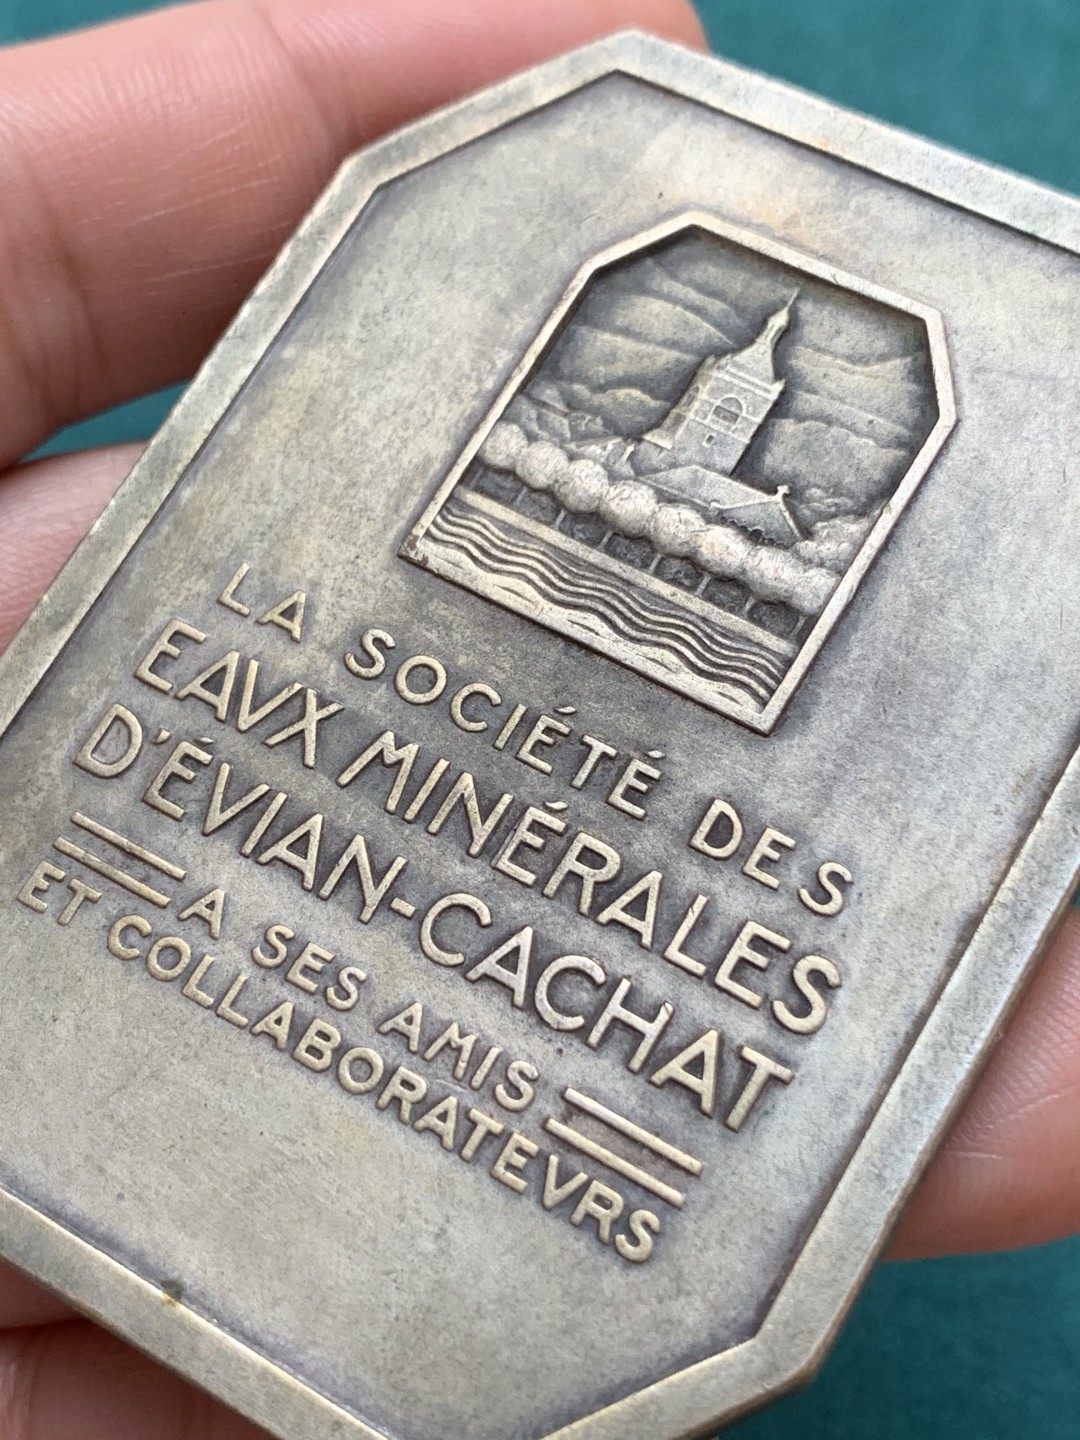 LA SOCIÉTÉ DES
EAVX MINÉRALES
D'ÉVIAN-CACHAT
A SES AMIS
ET COLLABORATEVRS